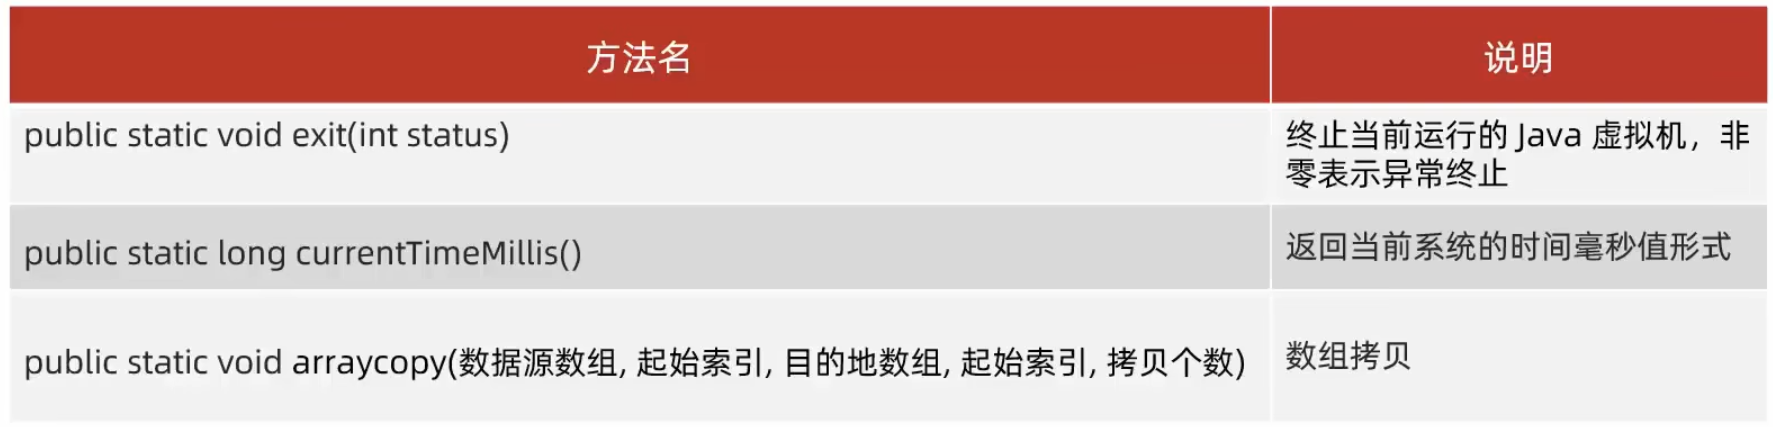 方法名
说明
public static void exit(int status)
终止当前运行的 Java 虚拟机，非
零表示异常终止
public static long currentTimeMillis()
返回当前系统的时间毫秒值形式
public static void arraycopy(数据源数组, 起始索引, 目的地数组, 起始索引, 拷贝个数)
数组拷贝